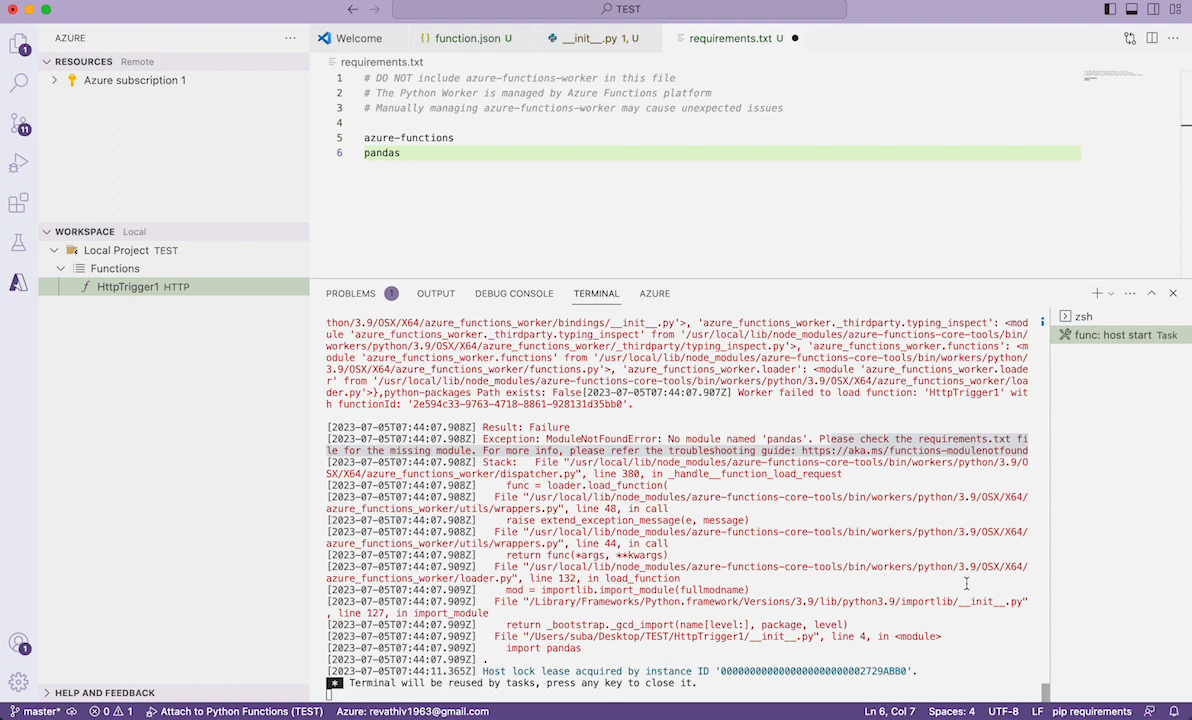 TEST
AZURE
RESOURCES Remote
Azure subscription 1
WORKSPACE Local
Local Project TEST
Functions
HttpTrigger1 HTTP
HELP AND FEEDBACK
1
11
1
Welcome
{} function.json U
__init__.py 1, U
requirements.txt U
requirements.txt
1 # DO NOT include azure-functions-worker in this file
2 # The Python Worker is managed by Azure Functions platform
3 # Manually managing azure-functions-worker may cause unexpected issues
4
5 azure-functions
6 pandas
PROBLEMS 1 OUTPUT DEBUG CONSOLE TERMINAL AZURE
thon/3.9/OSX/X64/azure_functions_worker/bindings/__init__.py'>, 'azure_functions_worker._thirdparty.typing_inspect': <mod
ule 'azure_functions_worker._thirdparty.typing_inspect' from '/usr/local/lib/node_modules/azure-functions-core-tools/bin/
workers/python/3.9/OSX/X64/azure_functions_worker/_thirdparty/typing_inspect.py'>, 'azure_functions_worker.functions': <m
odule 'azure_functions_worker.functions' from '/usr/local/lib/node_modules/azure-functions-core-tools/bin/workers/python/
3.9/OSX/X64/azure_functions_worker/functions.py'>, 'azure_functions_worker.loader': <module 'azure_functions_worker.loade
r' from '/usr/local/lib/node_modules/azure-functions-core-tools/bin/workers/python/3.9/OSX/X64/azure_functions_worker/loa
der.py'>},python-packages Path exists: False[2023-07-05T07:44:07.907Z] Worker failed to load function: 'HttpTrigger1' wit
h functionId: '2e594c33-9763-4718-8861-928131d35bb0'.
[2023-07-05T07:44:07.908Z] Result: Failure
[2023-07-05T07:44:07.908Z] Exception: ModuleNotFoundError: No module named 'pandas'. Please check the requirements.txt fi
le for the missing module. For more info, please refer the troubleshooting guide: https://aka.ms/functions-modulenotfound
[2023-07-05T07:44:07.908Z] Stack: File "/usr/local/lib/node_modules/azure-functions-core-tools/bin/workers/python/3.9/O
SX/X64/azure_functions_worker/dispatcher.py", line 380, in _handle__function_load_request
[2023-07-05T07:44:07.908Z] func = loader.load_function(
[2023-07-05T07:44:07.908Z] File "/usr/local/lib/node_modules/azure-functions-core-tools/bin/workers/python/3.9/OSX/X64/
azure_functions_worker/utils/wrappers.py", line 48, in call
[2023-07-05T07:44:07.908Z] raise extend_exception_message(e, message)
[2023-07-05T07:44:07.908Z] File "/usr/local/lib/node_modules/azure-functions-core-tools/bin/workers/python/3.9/OSX/X64/
azure_functions_worker/utils/wrappers.py", line 44, in call
[2023-07-05T07:44:07.908Z] return func(*args, **kwargs)
[2023-07-05T07:44:07.908Z] File "/usr/local/lib/node_modules/azure-functions-core-tools/bin/workers/python/3.9/OSX/X64/
azure_functions_worker/loader.py", line 132, in load_function
[2023-07-05T07:44:07.909Z] mod = importlib.import_module(fullmodname)
[2023-07-05T07:44:07.909Z] File "/Library/Frameworks/Python.framework/Versions/3.9/lib/python3.9/importlib/__init__.py"
, line 127, in import_module
[2023-07-05T07:44:07.909Z] return _bootstrap._gcd_import(name[level:], package, level)
[2023-07-05T07:44:07.909Z] File "/Users/suba/Desktop/TEST/HttpTrigger1/__init__.py", line 4, in <module>
[2023-07-05T07:44:07.909Z] import pandas
[2023-07-05T07:44:07.909Z] .
[2023-07-05T07:44:11.365Z] Host lock lease acquired by instance ID '0000000000000000000000002729ABB0'.
* Terminal will be reused by tasks, press any key to close it.
zsh
func: host start Task
master* 0 1 Attach to Python Functions (TEST) Azure: revathiv1963@gmail.com Ln 6, Col 7 Spaces: 4 UTF-8 LF pip requirements